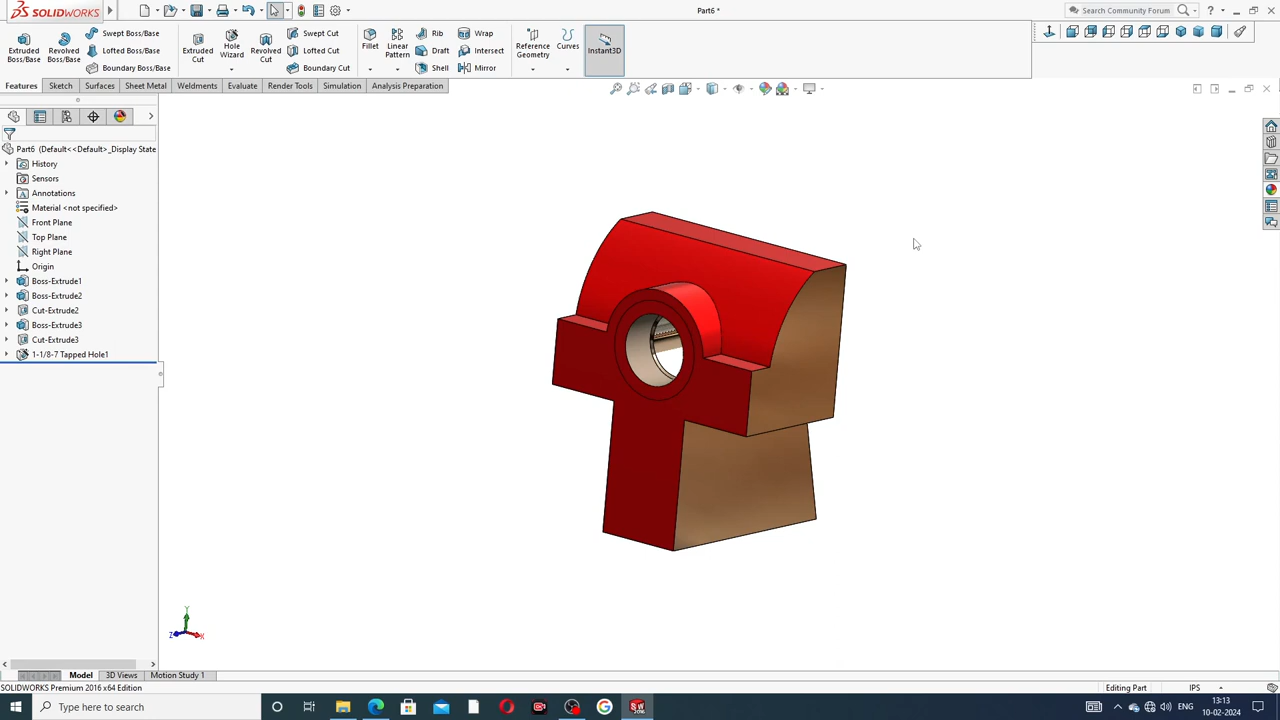 SOLIDWORKS
Part6 *
Search Community Forum
Extruded Boss/Base
Revolved Boss/Base
Swept Boss/Base
Lofted Boss/Base
Boundary Boss/Base
Extruded Cut
Hole Wizard
Revolved Cut
Swept Cut
Lofted Cut
Boundary Cut
Fillet
Linear Pattern
Rib
Draft
Shell
Wrap
Intersect
Mirror
Reference Geometry
Curves
Instant3D
Features
Sketch
Surfaces
Sheet Metal
Weldments
Evaluate
Render Tools
Simulation
Analysis Preparation
Part6 (Default<<Default>_Display State
History
Sensors
Annotations
Material <not specified>
Front Plane
Top Plane
Right Plane
Origin
Boss-Extrude1
Boss-Extrude2
Cut-Extrude2
Boss-Extrude3
Cut-Extrude3
1-1/8-7 Tapped Hole1
Y
Z
X
Model
3D Views
Motion Study 1
SOLIDWORKS Premium 2016 x64 Edition
Editing Part
IPS
Type here to search
ENG
13:13
10-02-2024